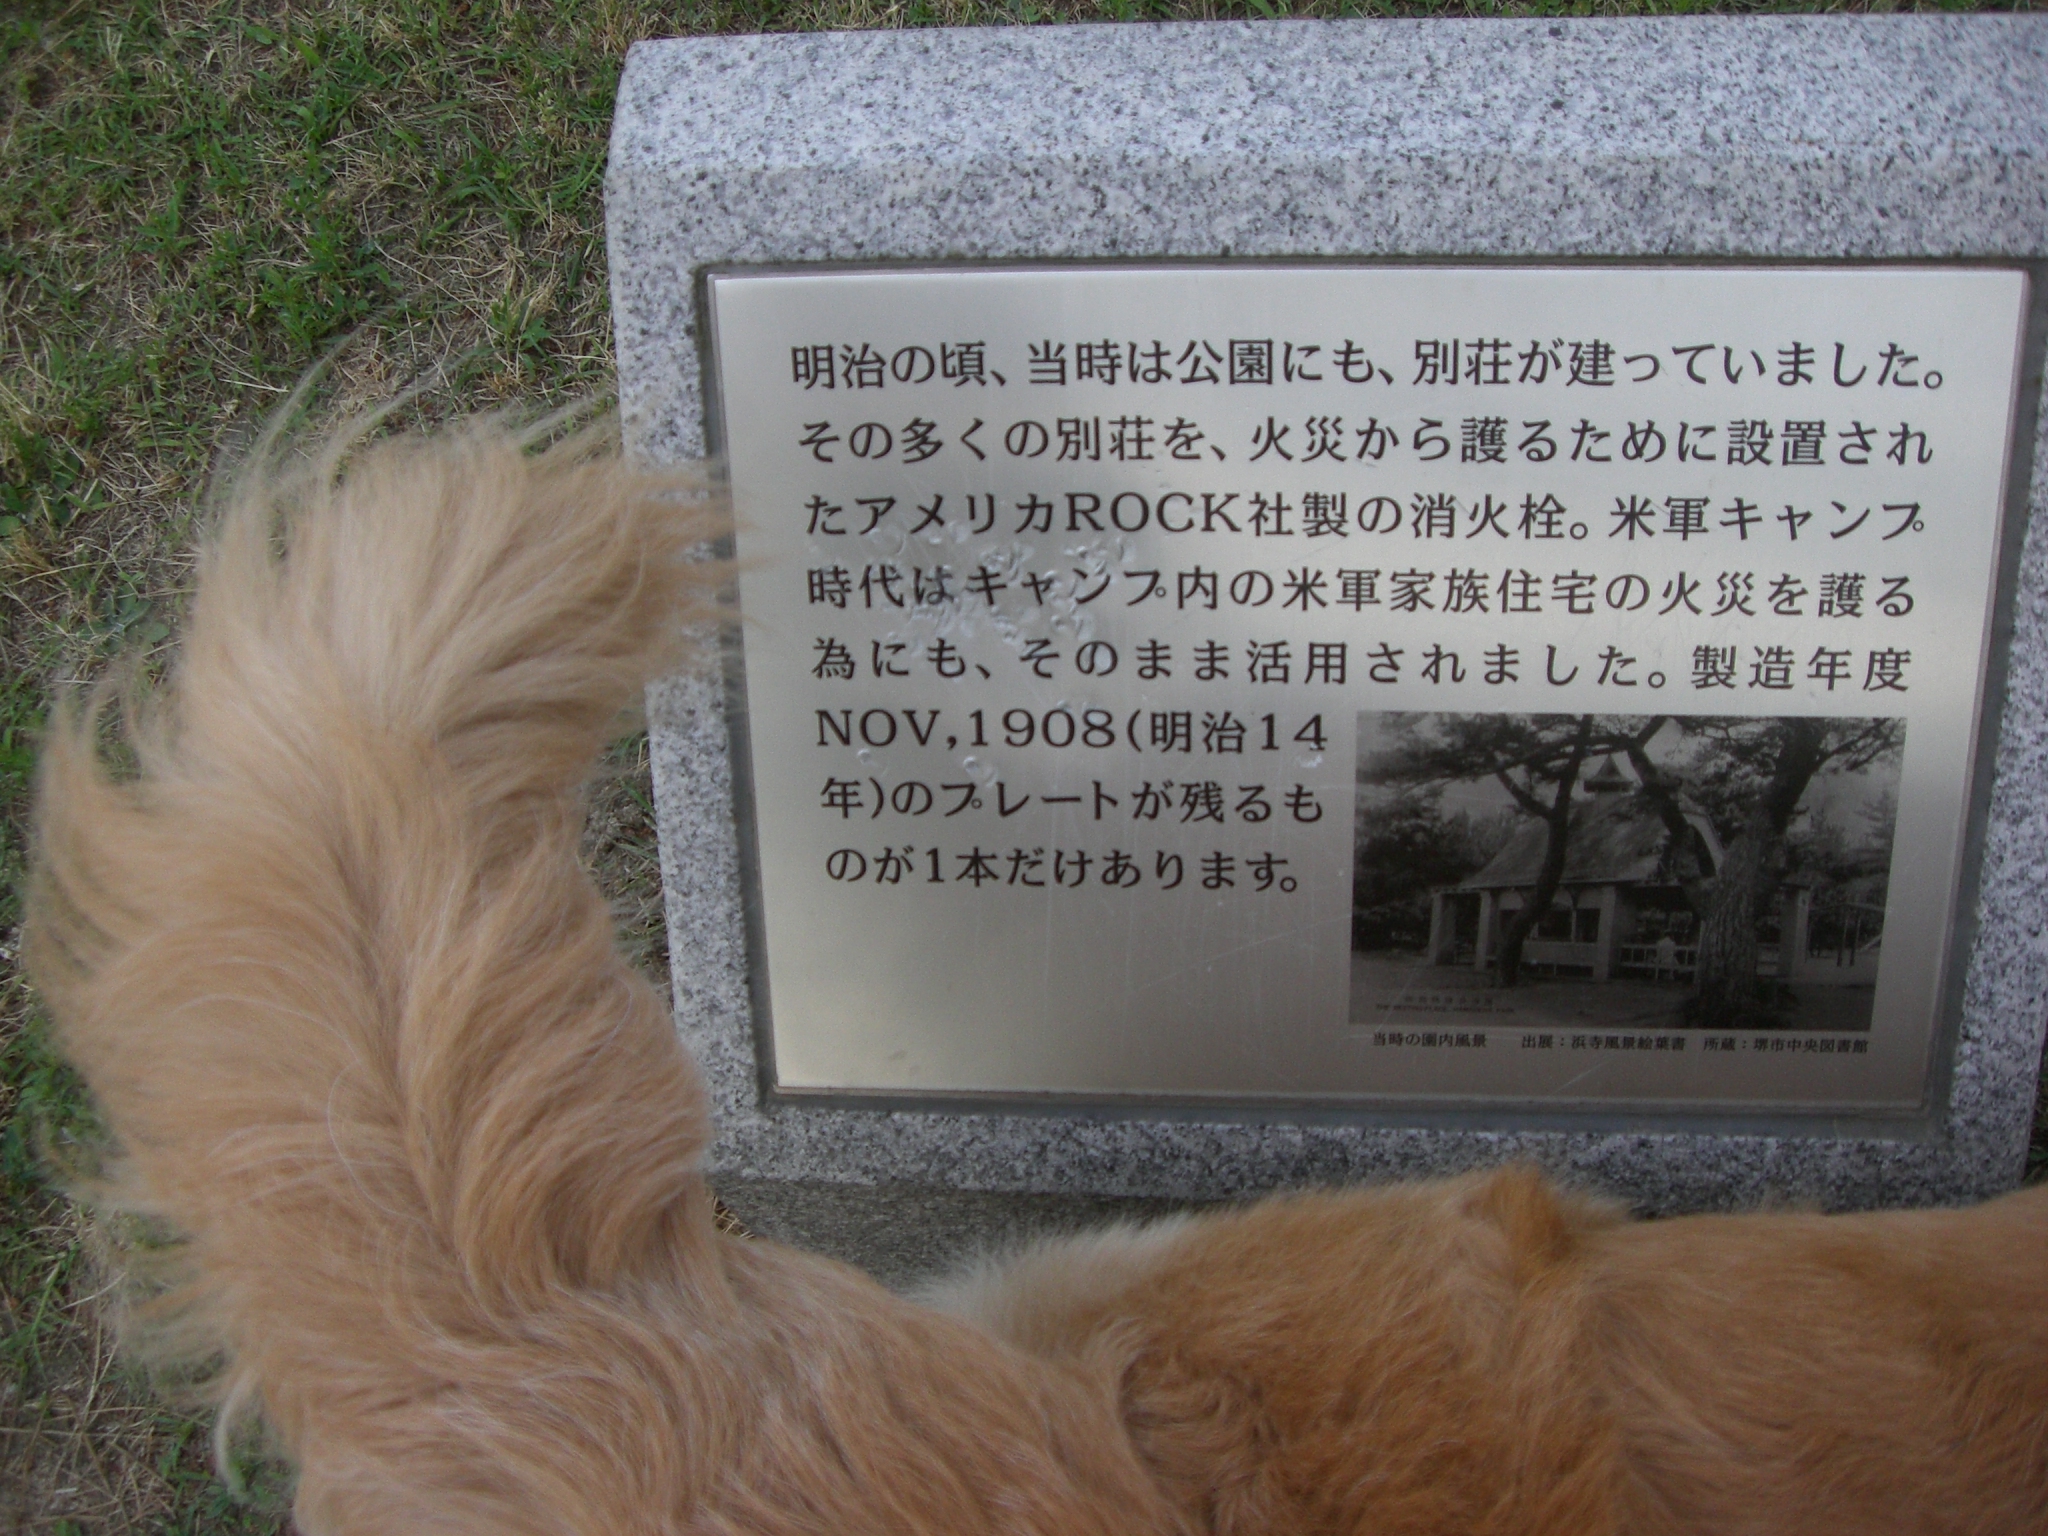 明治の頃、当時は公園にも、別荘が建っていました。
その多くの別荘を、火災から護るために設置され
たアメリカROCK社製の消火栓。米軍キャンプ
時代はキャンプ内の米軍家族住宅の火災を護る
為にも、そのまま活用されました。製造年度
NOV,1908(明治14
年)のプレートが残るも
のが1本だけあります。
当時の園内風景　出展：浜寺風景絵葉書　所蔵：堺市中央図書館